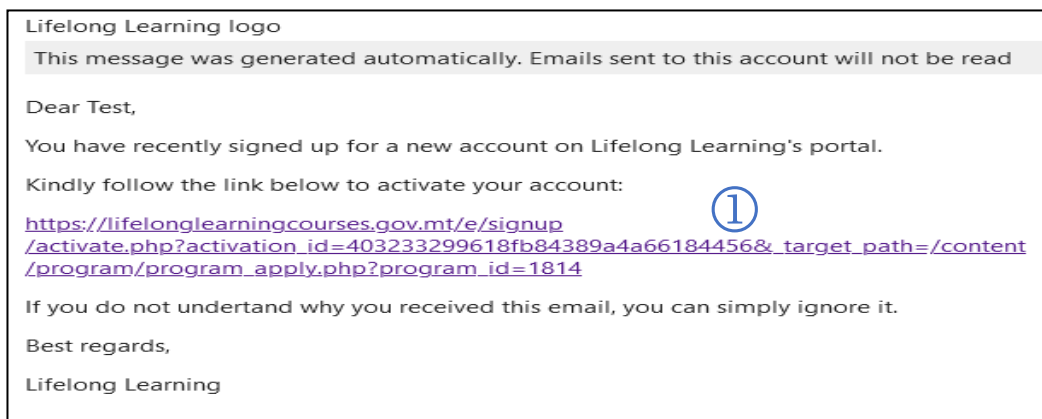 Lifelong Learning logo
This message was generated automatically. Emails sent to this account will not be read
Dear Test,
You have recently signed up for a new account on Lifelong Learning's portal.
Kindly follow the link below to activate your account:
①
https://lifelonglearningcourses.gov.mt/e/signup
/activate.php?activation_id=403233299618fb84389a4a66184456&_target_path=/content
/program/program_apply.php?program_id=1814
If you do not undertand why you received this email, you can simply ignore it.
Best regards,
Lifelong Learning